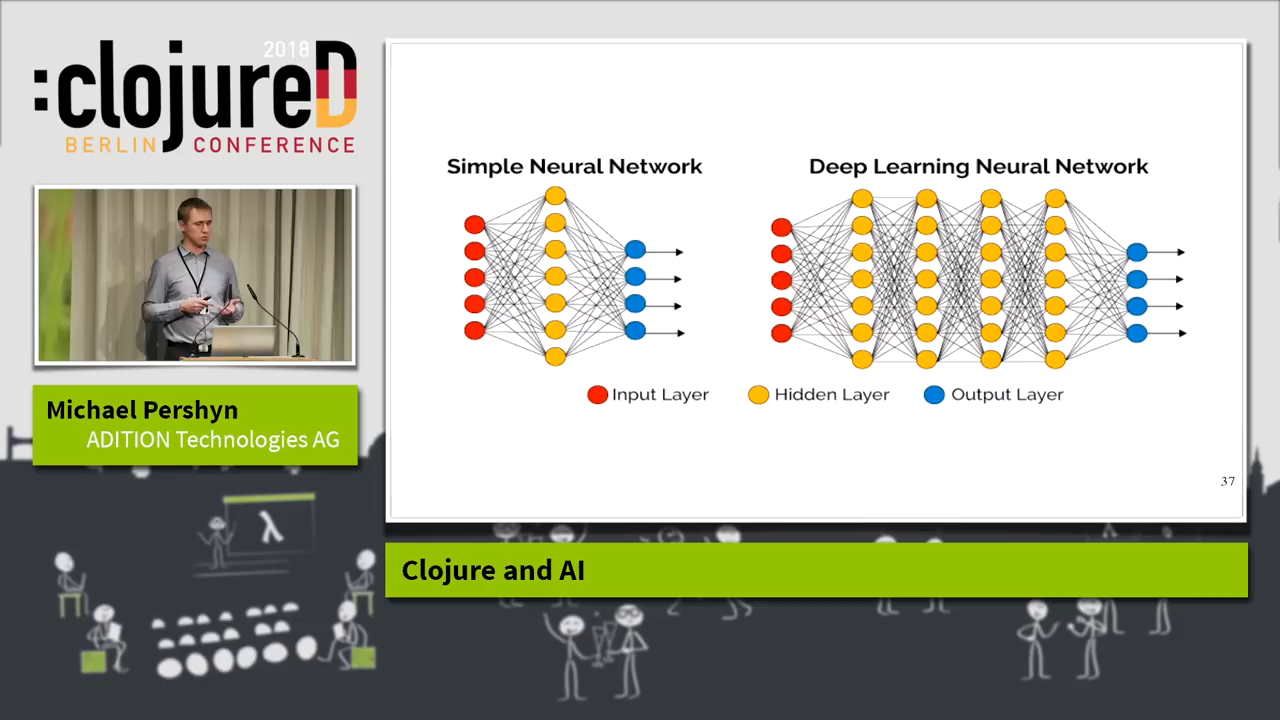 2018
:clojureD
BERLIN CONFERENCE
Michael Pershyn
ADITION Technologies AG
Simple Neural Network
Deep Learning Neural Network
Input Layer
Hidden Layer
Output Layer
37
Clojure and AI
λ